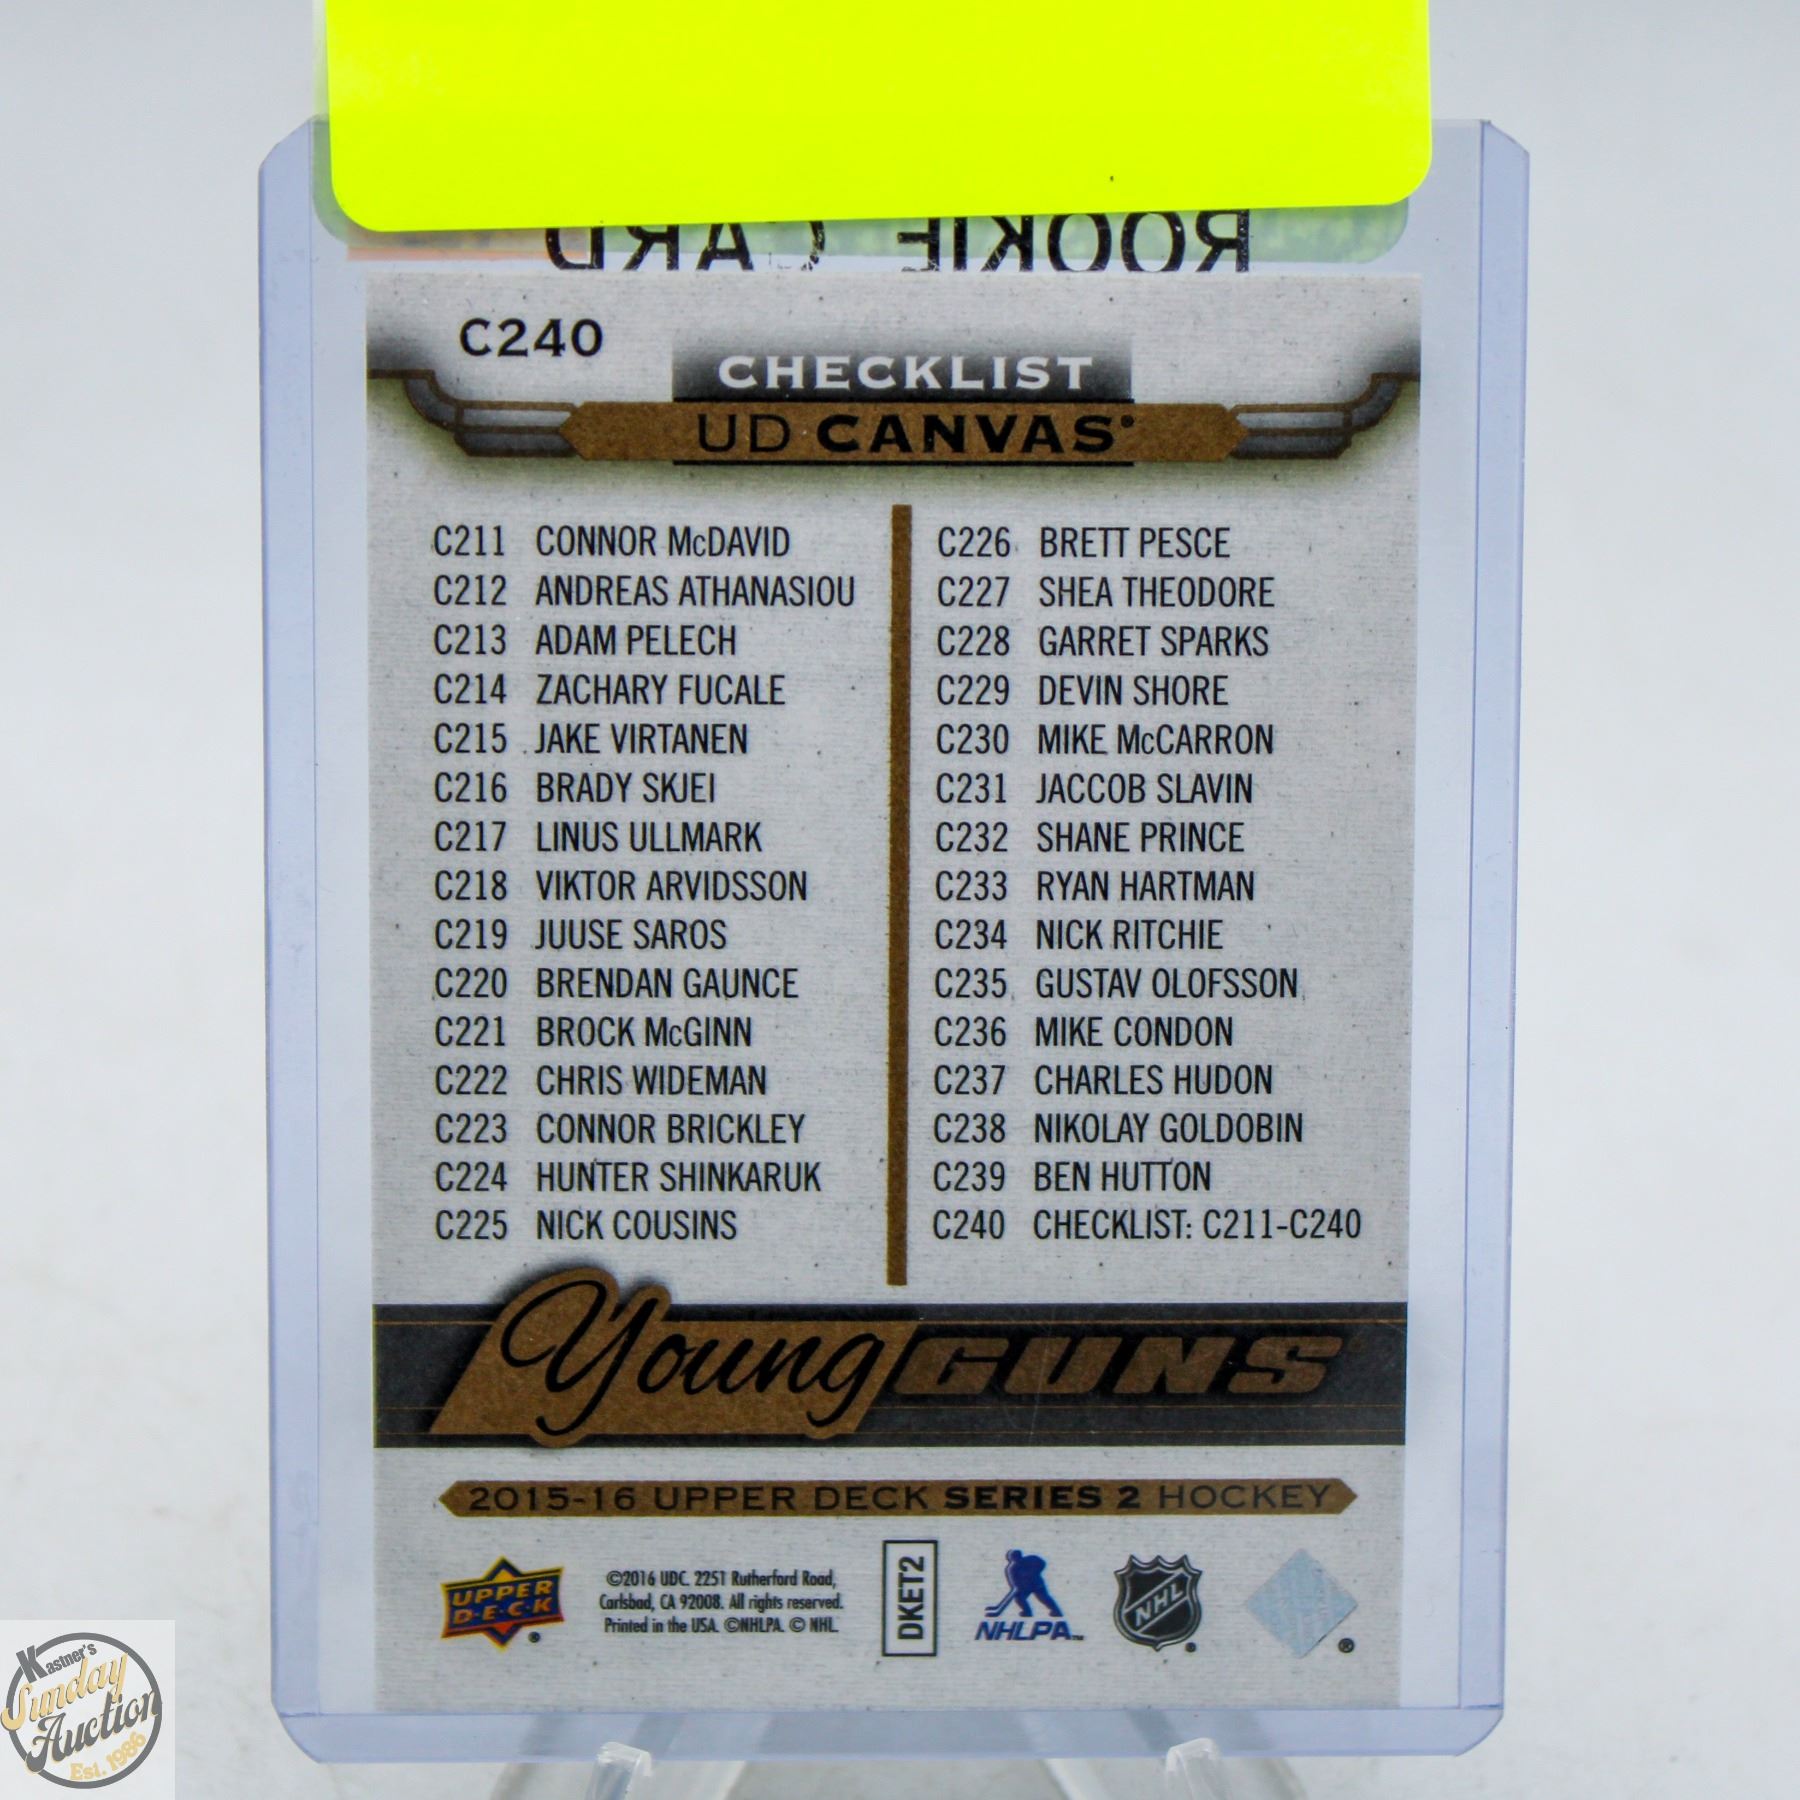 ROOKIE CARD
C240
CHECKLIST
UD CANVAS®
C211 CONNOR McDAVID
C212 ANDREAS ATHANASIOU
C213 ADAM PELECH
C214 ZACHARY FUCALE
C215 JAKE VIRTANEN
C216 BRADY SKJEI
C217 LINUS ULLMARK
C218 VIKTOR ARVIDSSON
C219 JUUSE SAROS
C220 BRENDAN GAUNCE
C221 BROCK McGINN
C222 CHRIS WIDEMAN
C223 CONNOR BRICKLEY
C224 HUNTER SHINKARUK
C225 NICK COUSINS
C226 BRETT PESCE
C227 SHEA THEODORE
C228 GARRET SPARKS
C229 DEVIN SHORE
C230 MIKE McCARRON
C231 JACCOB SLAVIN
C232 SHANE PRINCE
C233 RYAN HARTMAN
C234 NICK RITCHIE
C235 GUSTAV OLOFSSON
C236 MIKE CONDON
C237 CHARLES HUDON
C238 NIKOLAY GOLDOBIN
C239 BEN HUTTON
C240 CHECKLIST: C211-C240
Young GUNS®
2015-16 UPPER DECK SERIES 2 HOCKEY
UPPER
D·E·C·K®
©2016 UDC. 2251 Rutherford Road,
Carlsbad, CA 92008. All rights reserved.
Printed in the USA. ©NHLPA. © NHL.
DKET2
NHLPA™
NHL®
®
Kastner's
Sunday
Auction
Est. 1986